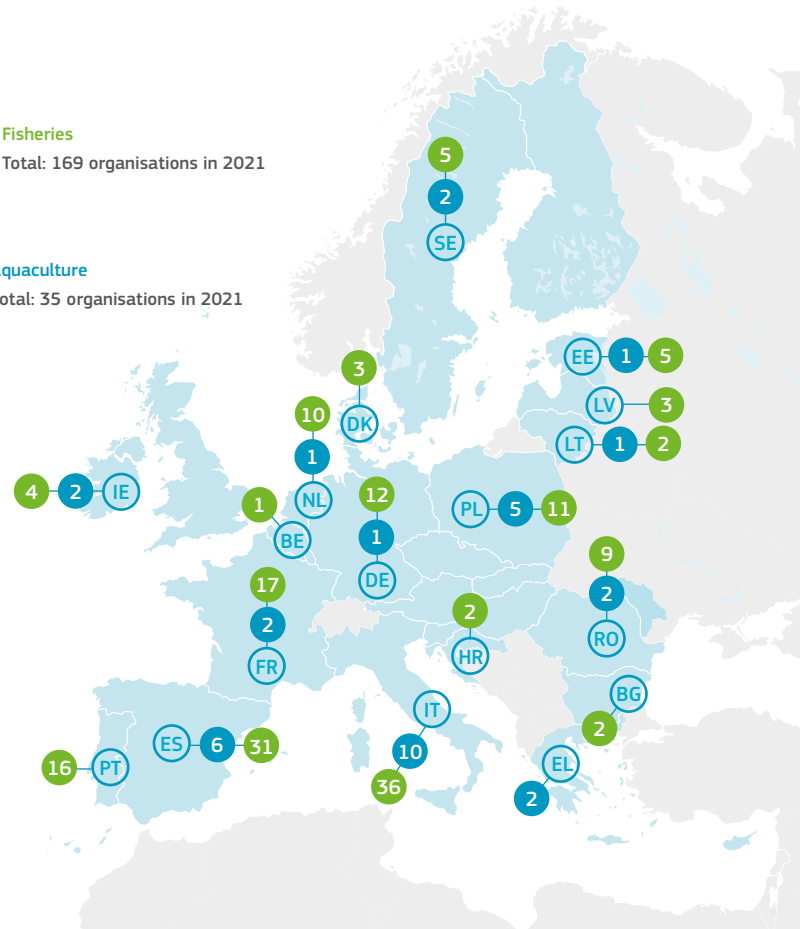 Fisheries
Total: 169 organisations in 2021
quaculture
otal: 35 organisations in 2021
5
2
SE
3
DK
EE 1 5
LV 3
LT 1 2
10
1
NL
4 2 IE
1
BE
12
1
DE
PL 5 11
9
2
RO
17
2
FR
2
HR
BG
2
IT
10
36
ES 6 31
16 PT
EL
2